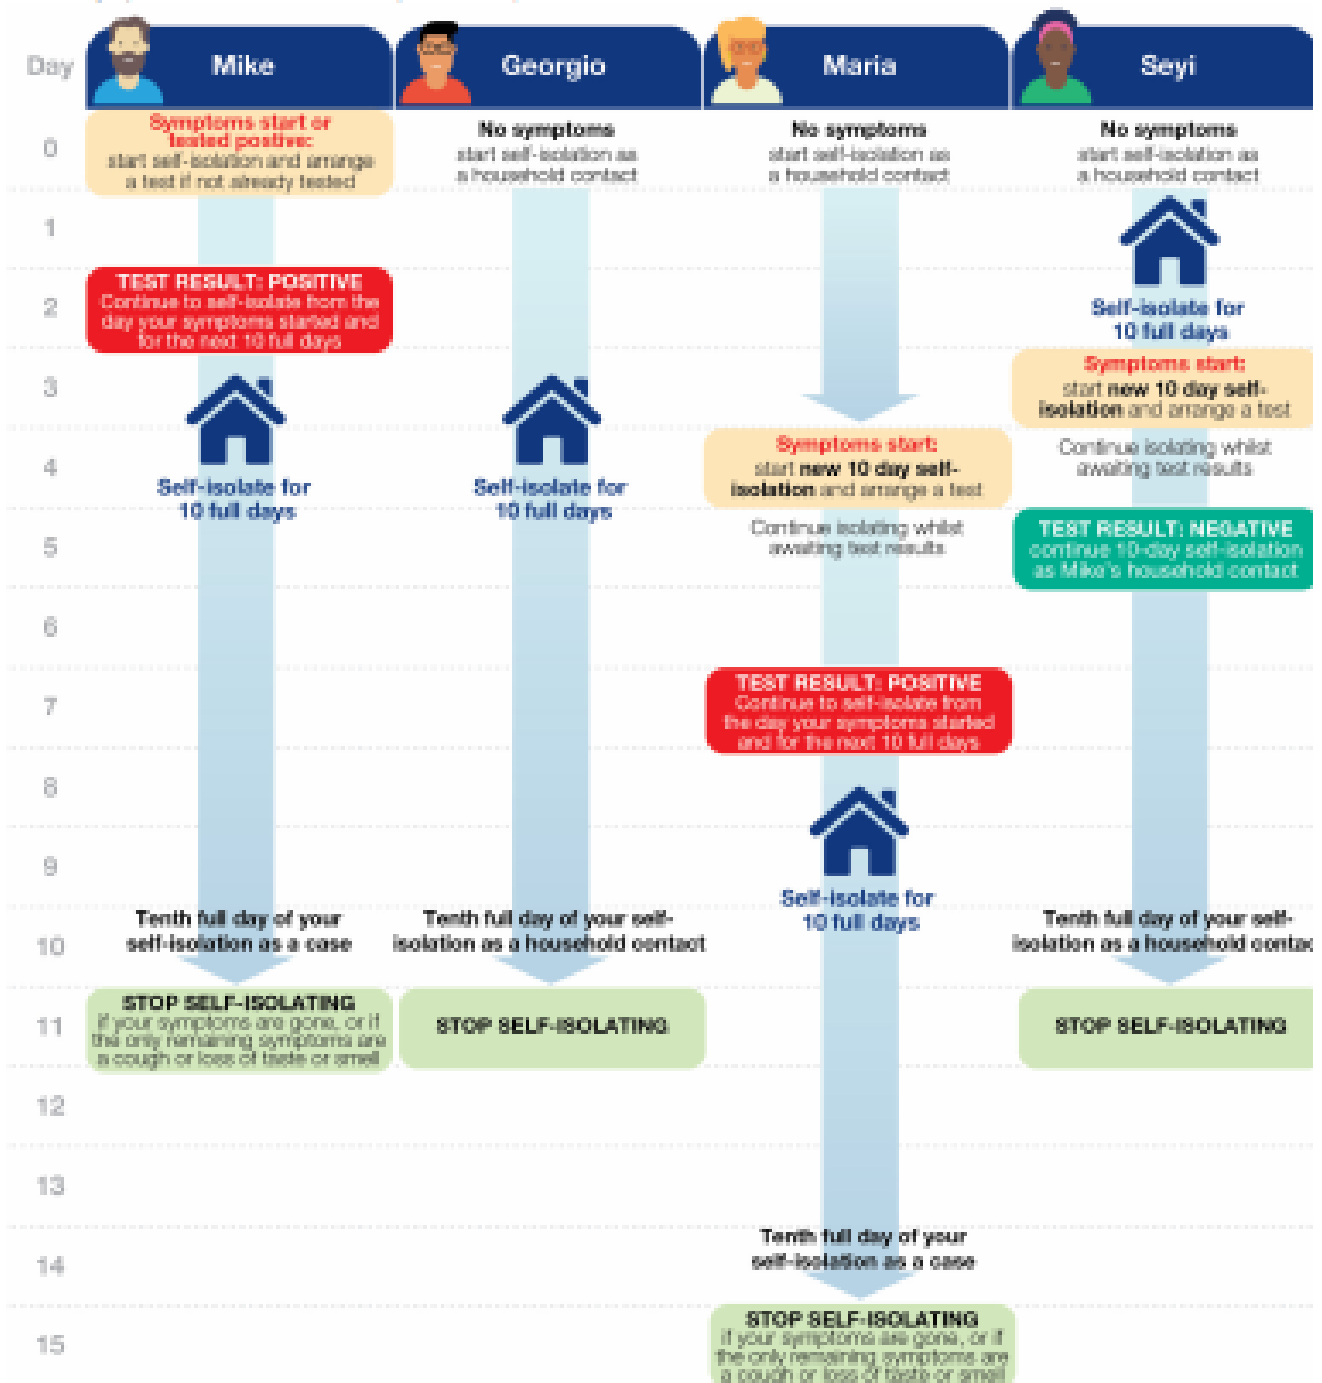 Day
Mike
Georgio
Maria
Seyi
0
Symptoms start or
tested postive:
start self-isolation and arrange
a test if not already tested
No symptoms
start self-isolation as
a household contact
No symptoms
start self-isolation as
a household contact
No symptoms
start self-isolation as
a household contact
1
2
TEST RESULT: POSITIVE
Continue to self-isolate from the
day your symptoms started and
for the next 10 full days
Self-isolate for
10 full days
3
Symptoms start:
start new 10 day self-
isolation and arrange a test
4
Self-isolate for
10 full days
Self-isolate for
10 full days
Symptoms start:
start new 10 day self-
isolation and arrange a test
Continue isolating whilst
awaiting test results
5
Continue isolating whilst
awaiting test results
TEST RESULT: NEGATIVE
continue 10-day self-isolation
as Mike's household contact
6
7
TEST RESULT: POSITIVE
Continue to self-isolate from
the day your symptoms started
and for the next 10 full days
8
9
Self-isolate for
10 full days
10
Tenth full day of your
self-isolation as a case
Tenth full day of your self-
isolation as a household contact
Tenth full day of your self-
isolation as a household contac
11
STOP SELF-ISOLATING
if your symptoms are gone, or if
the only remaining symptoms are
a cough or loss of taste or smell
STOP SELF-ISOLATING
STOP SELF-ISOLATING
12
13
14
Tenth full day of your
self-isolation as a case
15
STOP SELF-ISOLATING
if your symptoms are gone, or if
the only remaining symptoms are
a cough or loss of taste or smell